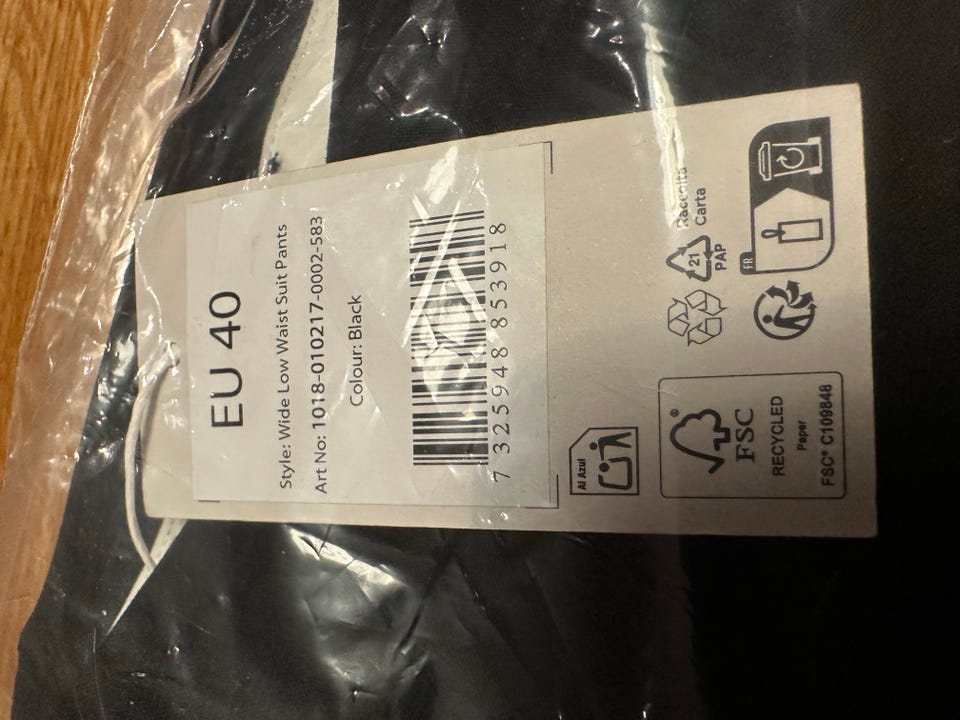 EU 40
Style: Wide Low Waist Suit Pants
Art No: 1018-010217-0002-583
Colour: Black
7 325948 853918
Al Azul
FSC®
RECYCLED
Paper
FSC® C109848
21
PAP
Raccolta
Carta
FR